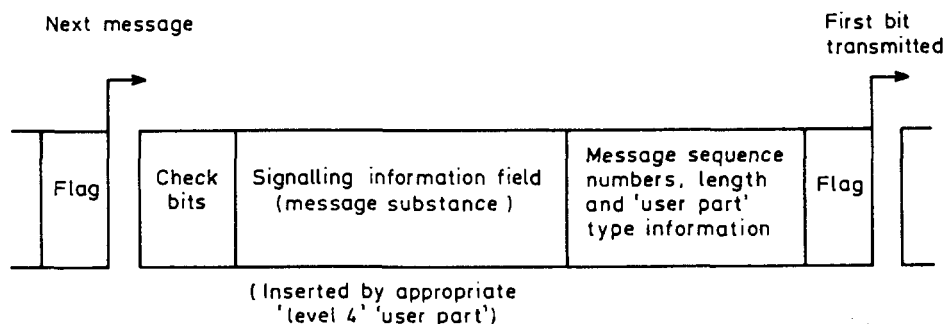 Next message
First bit
transmitted
Flag
Check
bits
Signalling information field
(message substance)
Message sequence
numbers, length
and 'user part'
type information
Flag
(Inserted by appropriate
'level 4' 'user part')